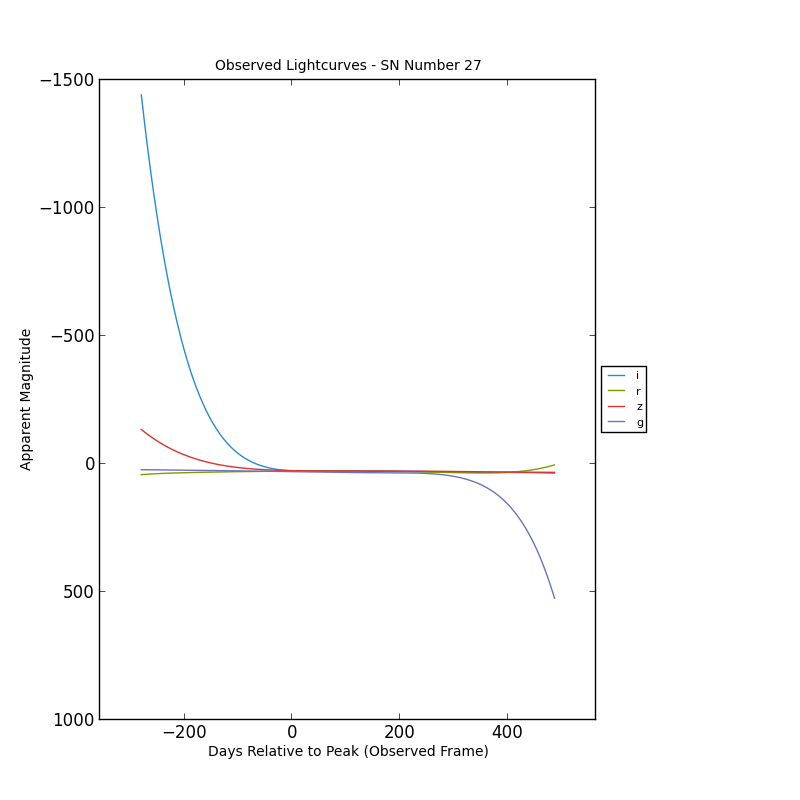 Observed Lightcurves - SN Number 27
−1500
−1000
−500
0
500
1000
Apparent Magnitude
−200 0 200 400
Days Relative to Peak (Observed Frame)
i
r
z
g